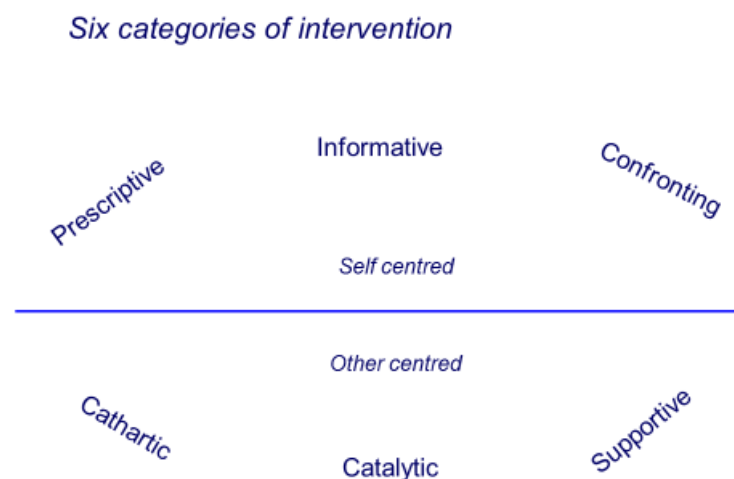 Six categories of intervention
Prescriptive
Informative
Confronting
Self centred
Other centred
Cathartic
Catalytic
Supportive